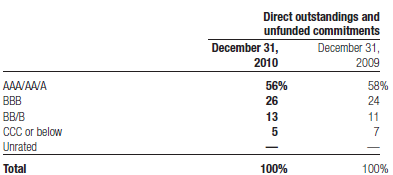 Direct outstandings and
unfunded commitments
December 31, December 31,
2010 2009
AAA/AA/A 56% 58%
BBB 26 24
BB/B 13 11
CCC or below 5 7
Unrated — —
Total 100% 100%